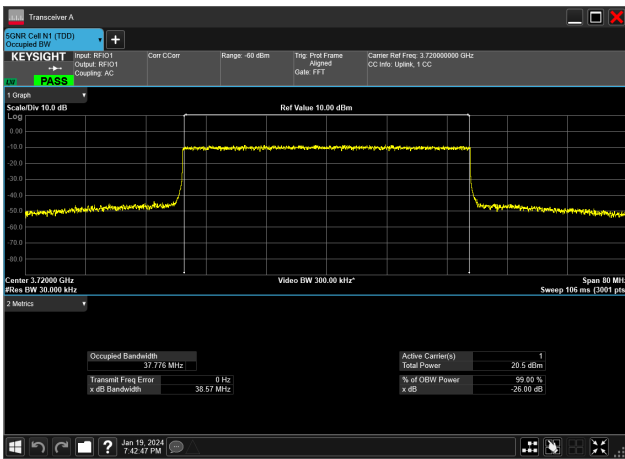 Transceiver A
5GNR Cell N1 (TDD)
Occupied BW
KEYSIGHT
PASS
Input: RFIO1
Output: RFIO1
Coupling: AC
Corr CCorr
Range: -60 dBm
Trig: Prot Frame
Aligned
Gate: FFT
Carrier Ref Freq: 3.720000000 GHz
CC Info: Uplink, 1 CC
1 Graph
Scale/Div 10.0 dB
Ref Value 10.00 dBm
Log
0.00
-10.0
-20.0
-30.0
-40.0
-50.0
-60.0
-70.0
-80.0
Center 3.72000 GHz
Video BW 300.00 kHz*
Span 80 MHz
#Res BW 30.000 kHz
Sweep 106 ms (3001 pts
2 Metrics
Occupied Bandwidth
37.776 MHz
Active Carrier(s) 1
Total Power 20.5 dBm
Transmit Freq Error 0 Hz
x dB Bandwidth 38.57 MHz
% of OBW Power 99.00 %
x dB -26.00 dB
?
Jan 19, 2024
7:42:47 PM